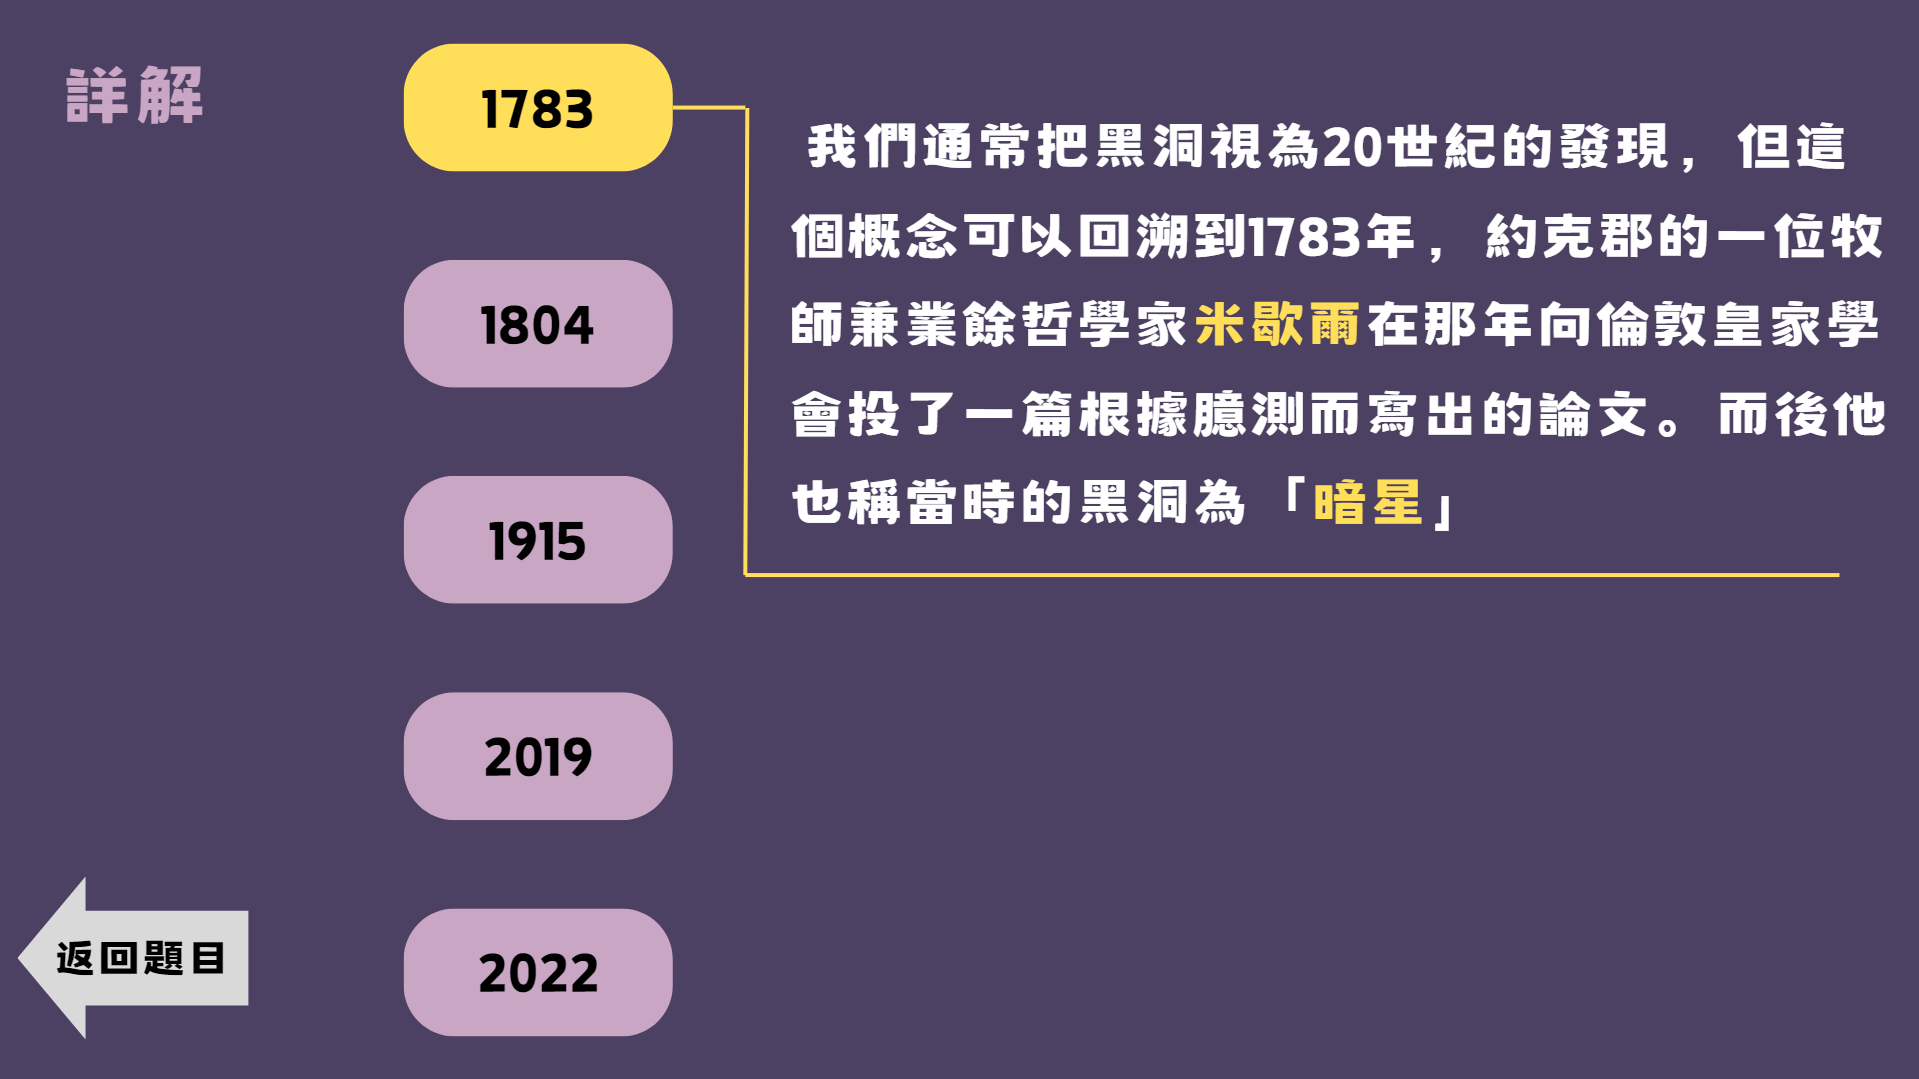 詳解
1783
1804
1915
2019
2022
我們通常把黑洞視為20世紀的發現，但這
個概念可以回溯到1783年，約克郡的一位牧
師兼業餘哲學家米歇爾在那年向倫敦皇家學
會投了一篇根據臆測而寫出的論文。而後他
也稱當時的黑洞為「暗星」
返回題目